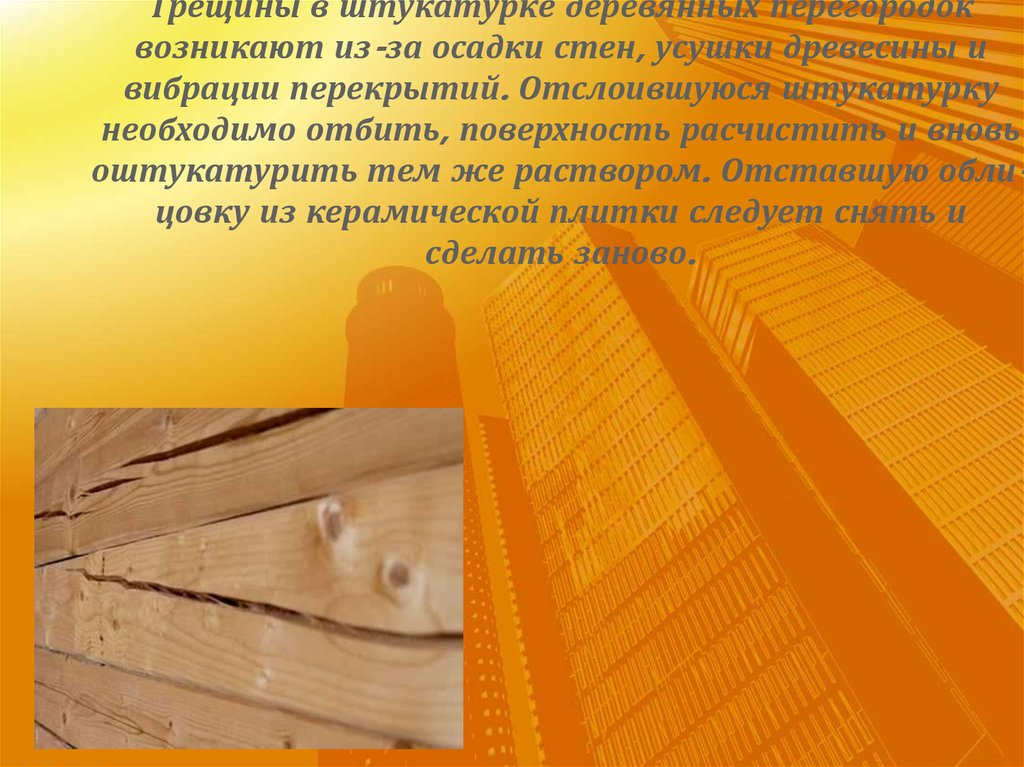 Трещины в штукатурке деревянных перегородок
возникают из-за осадки стен, усушки древесины и
вибрации перекрытий. Отслоившуюся штукатурку
необходимо отбить, поверхность расчистить и вновь
оштукатурить тем же раствором. Отставшую обли-
цовку из керамической плитки следует снять и
сделать заново.